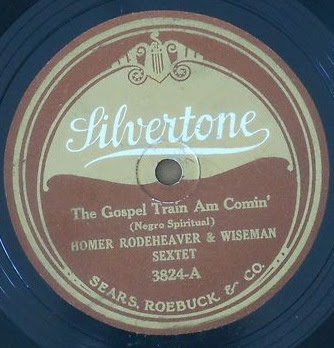 Silvertone
The Gospel Train Am Comin'
(Negro Spiritual)
HOMER RODEHEAVER & WISEMAN
SEXTET
3824-A
SEARS, ROEBUCK & CO.